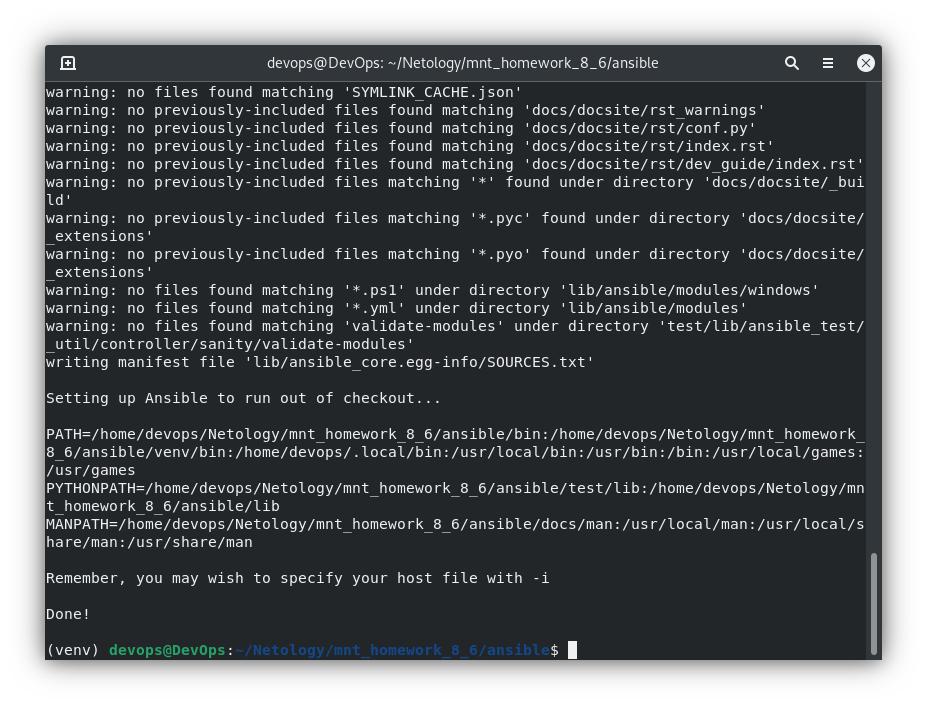 devops@DevOps: ~/Netology/mnt_homework_8_6/ansible
warning: no files found matching 'SYMLINK_CACHE.json'
warning: no previously-included files found matching 'docs/docsite/rst_warnings'
warning: no previously-included files found matching 'docs/docsite/rst/conf.py'
warning: no previously-included files found matching 'docs/docsite/rst/index.rst'
warning: no previously-included files found matching 'docs/docsite/rst/dev_guide/index.rst'
warning: no previously-included files matching '*' found under directory 'docs/docsite/_bui
ld'
warning: no previously-included files matching '*.pyc' found under directory 'docs/docsite/
_extensions'
warning: no previously-included files matching '*.pyo' found under directory 'docs/docsite/
_extensions'
warning: no files found matching '*.ps1' under directory 'lib/ansible/modules/windows'
warning: no files found matching '*.yml' under directory 'lib/ansible/modules'
warning: no files found matching 'validate-modules' under directory 'test/lib/ansible_test/
_util/controller/sanity/validate-modules'
writing manifest file 'lib/ansible_core.egg-info/SOURCES.txt'
Setting up Ansible to run out of checkout...
PATH=/home/devops/Netology/mnt_homework_8_6/ansible/bin:/home/devops/Netology/mnt_homework_
8_6/ansible/venv/bin:/home/devops/.local/bin:/usr/local/bin:/usr/bin:/bin:/usr/local/games:
/usr/games
PYTHONPATH=/home/devops/Netology/mnt_homework_8_6/ansible/test/lib:/home/devops/Netology/mn
t_homework_8_6/ansible/lib
MANPATH=/home/devops/Netology/mnt_homework_8_6/ansible/docs/man:/usr/local/man:/usr/local/s
hare/man:/usr/share/man
Remember, you may wish to specify your host file with -i
Done!
(venv) devops@DevOps:~/Netology/mnt_homework_8_6/ansible$